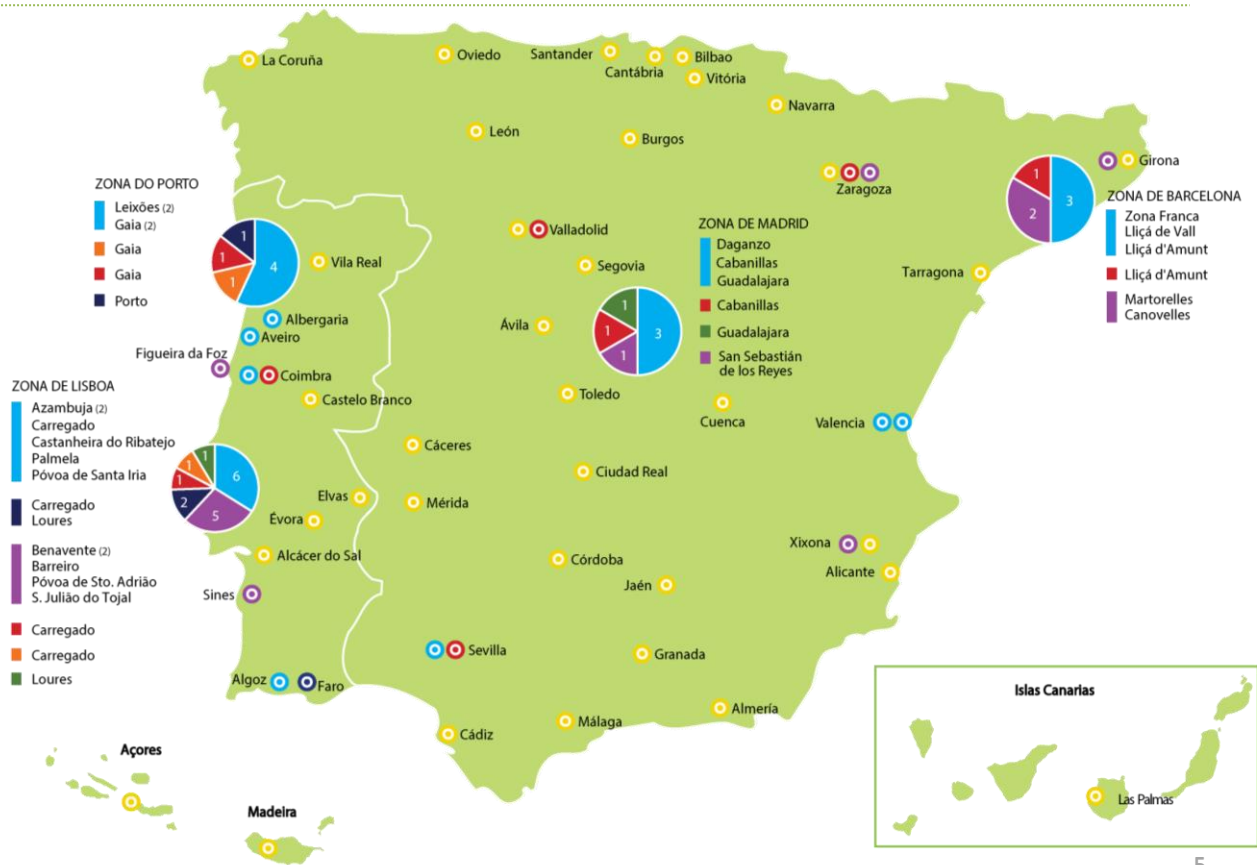 La Coruña
Oviedo
Santander
Cantábria
Bilbao
Vitória
Navarra
León
Burgos
Girona
Zaragoza
ZONA DO PORTO
Leixões (2)
Gaia (2)
Gaia
Gaia
Porto
1
1
1
4
Vila Real
Albergaria
Aveiro
Figueira da Foz
Coimbra
Castelo Branco
Valladolid
Segovia
Ávila
ZONA DE MADRID
Daganzo
Cabanillas
Guadalajara
Cabanillas
Guadalajara
San Sebastián
de los Reyes
1
1
1
3
ZONA DE BARCELONA
Zona Franca
Lliçá de Vall
Lliçá d'Amunt
Lliçá d'Amunt
Martorelles
Canovelles
1
2
3
Tarragona
Toledo
Cuenca
Valencia
Cáceres
Ciudad Real
Mérida
ZONA DE LISBOA
Azambuja (2)
Carregado
Castanheira do Ribatejo
Palmela
Póvoa de Santa Iria
Carregado
Loures
Benavente (2)
Barreiro
Póvoa de Sto. Adrião
S. Julião do Tojal
Carregado
Carregado
Loures
1
1
1
2
5
6
Elvas
Évora
Alcácer do Sal
Sines
Algoz
Faro
Córdoba
Jaén
Xixona
Alicante
Sevilla
Granada
Almería
Málaga
Cádiz
Açores
Madeira
Islas Canarias
Las Palmas
5